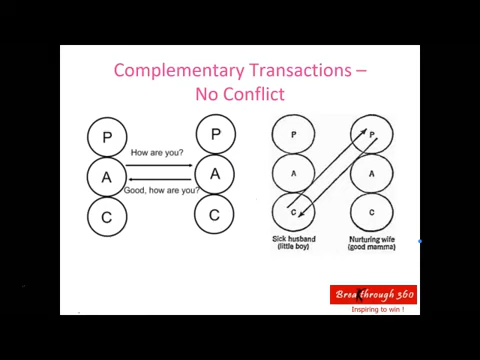 Complementary Transactions –
No Conflict
P
P
How are you?
A
A
Good, how are you?
C
C
P
P
A
A
C
C
Sick husband
(little boy)
Nurturing wife
(good mamma)
Breakthrough 360
Inspiring to win !